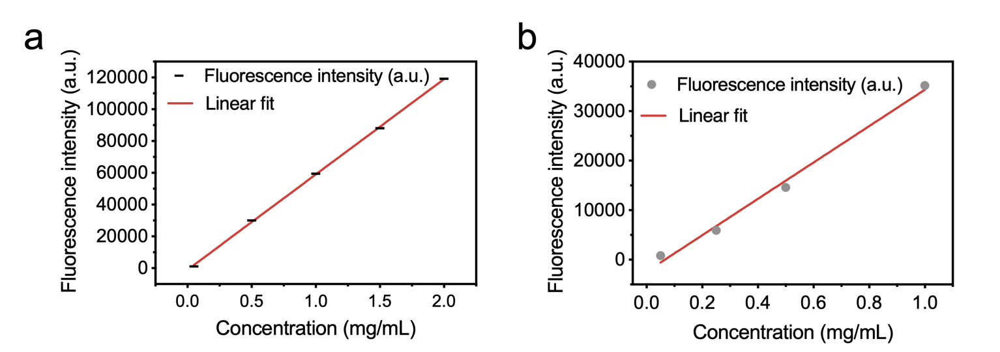 a
Fluorescence intensity (a.u.)
120000
100000
80000
60000
40000
20000
0
Fluorescence intensity (a.u.)
Linear fit
0.0 0.5 1.0 1.5 2.0
Concentration (mg/mL)
b
Fluorescence intensity (a.u.)
40000
30000
20000
10000
0
Fluorescence intensity (a.u.)
Linear fit
0.0 0.2 0.4 0.6 0.8 1.0
Concentration (mg/mL)